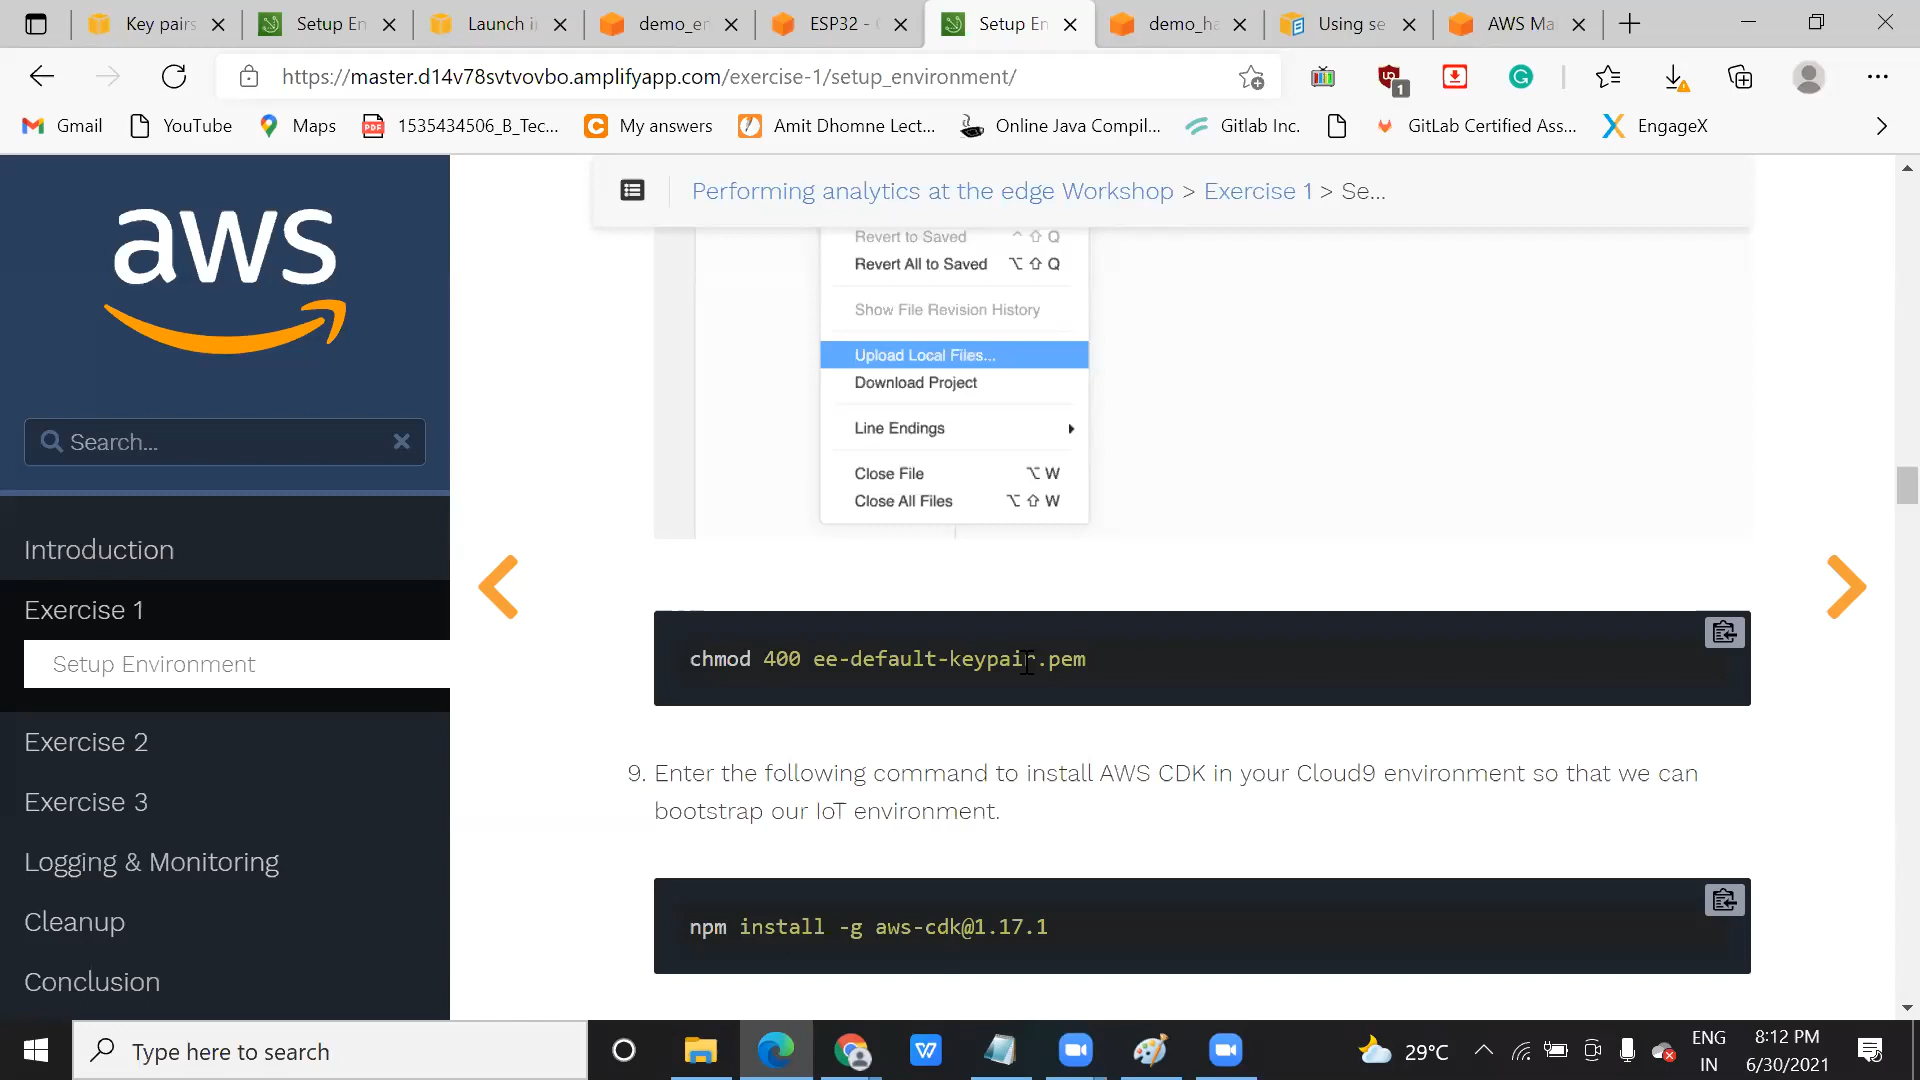 Key pairs
Setup En
Launch i
demo_en
ESP32 -
Setup En
demo_ha
Using se
AWS Ma
https://master.d14v78svtvovbo.amplifyapp.com/exercise-1/setup_environment/
1
Gmail
YouTube
Maps
PDF
1535434506_B_Tec...
My answers
Amit Dhomne Lect...
Online Java Compil...
Gitlab Inc.
GitLab Certified Ass...
EngageX
aws
Search...
Introduction
Exercise 1
Setup Environment
Exercise 2
Exercise 3
Logging & Monitoring
Cleanup
Conclusion
Performing analytics at the edge Workshop > Exercise 1 > Se...
Revert to Saved ^ ⇧ Q
Revert All to Saved ⌥ ⇧ Q
Show File Revision History
Upload Local Files...
Download Project
Line Endings
Close File ⌥ W
Close All Files ⌥ ⇧ W
chmod 400 ee-default-keypair.pem
9. Enter the following command to install AWS CDK in your Cloud9 environment so that we can
bootstrap our IoT environment.
npm install -g aws-cdk@1.17.1
Type here to search
29°C
ENG
IN
8:12 PM
6/30/2021